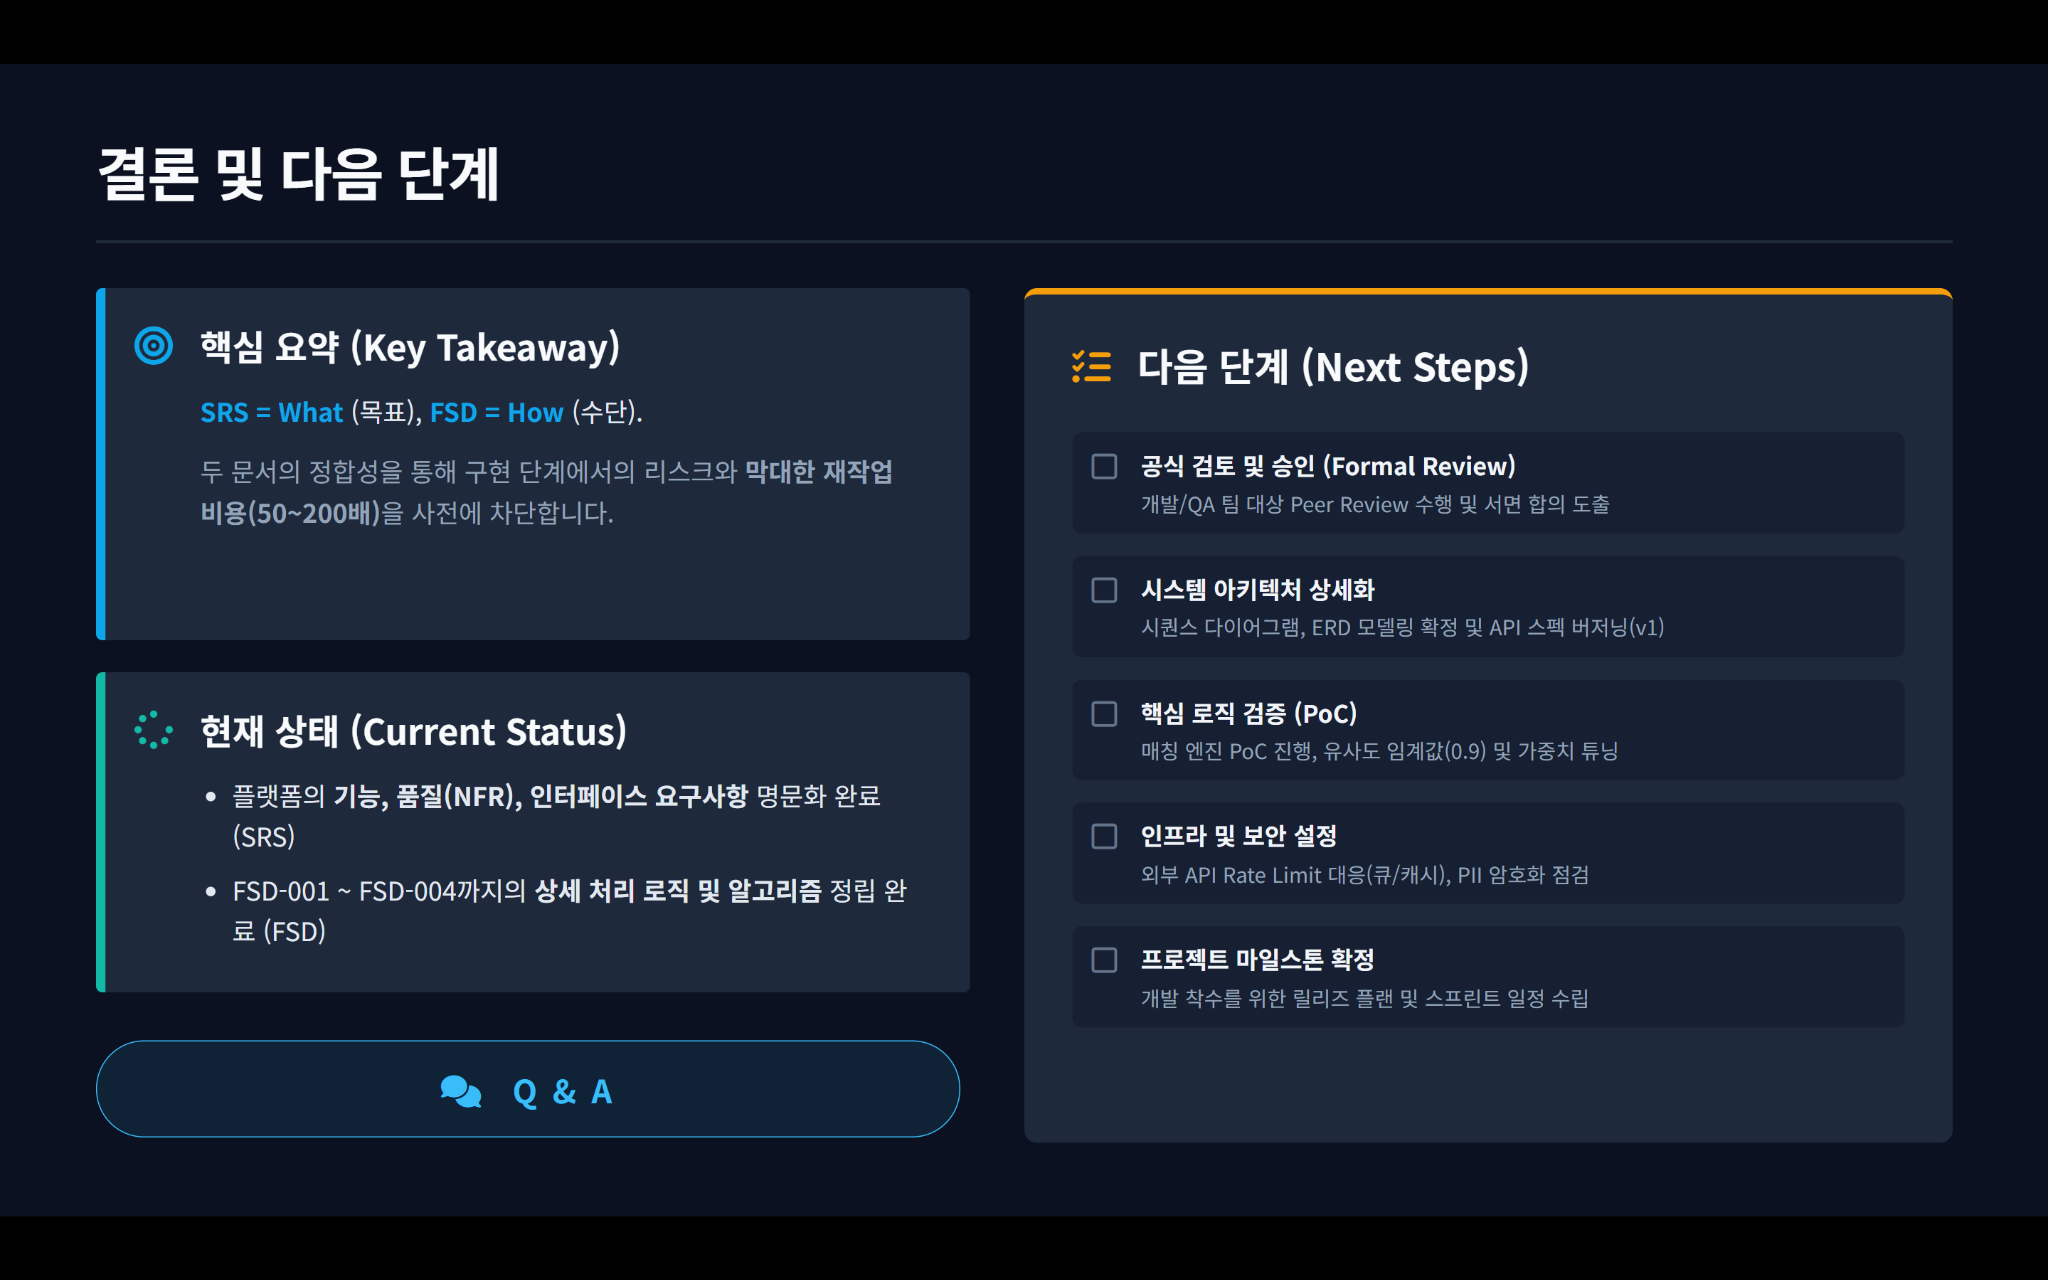 결론 및 다음 단계
핵심 요약 (Key Takeaway)
SRS = What (목표), FSD = How (수단).
두 문서의 정합성을 통해 구현 단계에서의 리스크와 막대한 재작업
비용(50~200배)을 사전에 차단합니다.
현재 상태 (Current Status)
• 플랫폼의 기능, 품질(NFR), 인터페이스 요구사항 명문화 완료
(SRS)
• FSD-001 ~ FSD-004까지의 상세 처리 로직 및 알고리즘 정립 완
료 (FSD)
Q & A
다음 단계 (Next Steps)
공식 검토 및 승인 (Formal Review)
개발/QA 팀 대상 Peer Review 수행 및 서면 합의 도출
시스템 아키텍처 상세화
시퀀스 다이어그램, ERD 모델링 확정 및 API 스펙 버저닝(v1)
핵심 로직 검증 (PoC)
매칭 엔진 PoC 진행, 유사도 임계값(0.9) 및 가중치 튜닝
인프라 및 보안 설정
외부 API Rate Limit 대응(큐/캐시), PII 암호화 점검
프로젝트 마일스톤 확정
개발 착수를 위한 릴리즈 플랜 및 스프린트 일정 수립